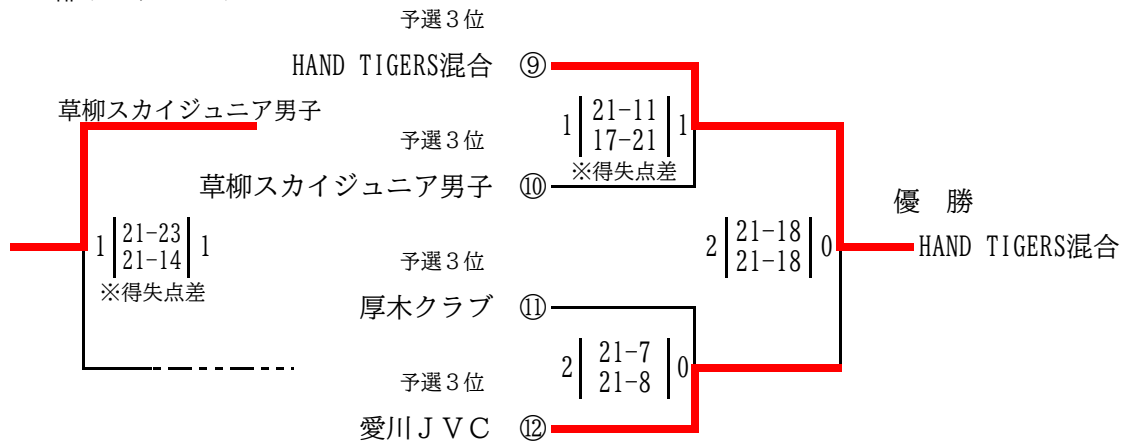 予選３位
HAND TIGERS混合 ⑨
草柳スカイジュニア男子
1 21-11 1
17-21
※得失点差
予選３位
草柳スカイジュニア男子 ⑩
優 勝
HAND TIGERS混合
2 21-18 0
21-18
1 21-23 1
21-14
※得失点差
予選３位
厚木クラブ ⑪
2 21-7 0
21-8
予選３位
愛川ＪＶＣ ⑫